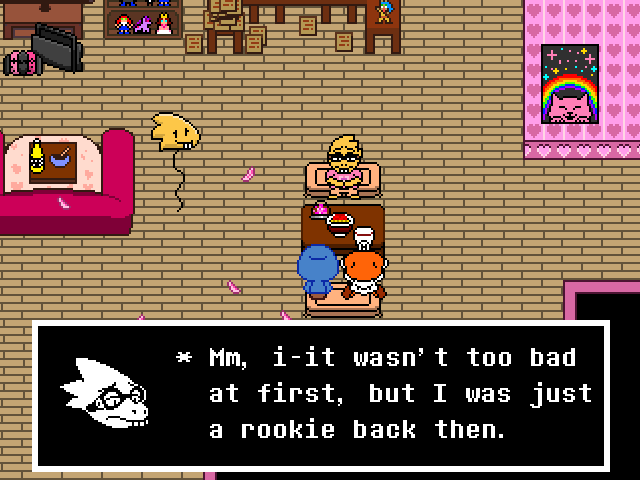 * Mm, i-it wasn't too bad
at first, but I was just
a rookie back then.